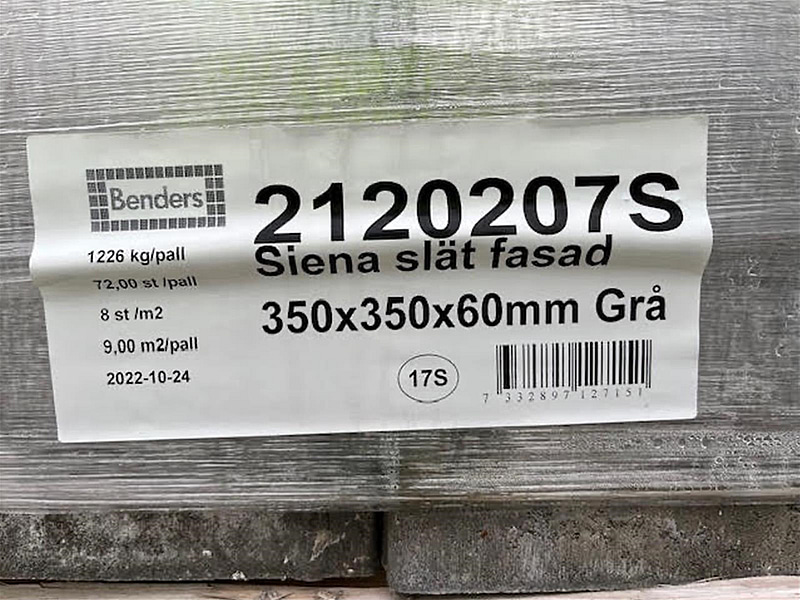 Benders
2120207S
Siena slät fasad
350x350x60mm Grå
1226 kg/pall
72,00 st /pall
8 st /m2
9,00 m2/pall
2022-10-24
17S
7 332897 127151